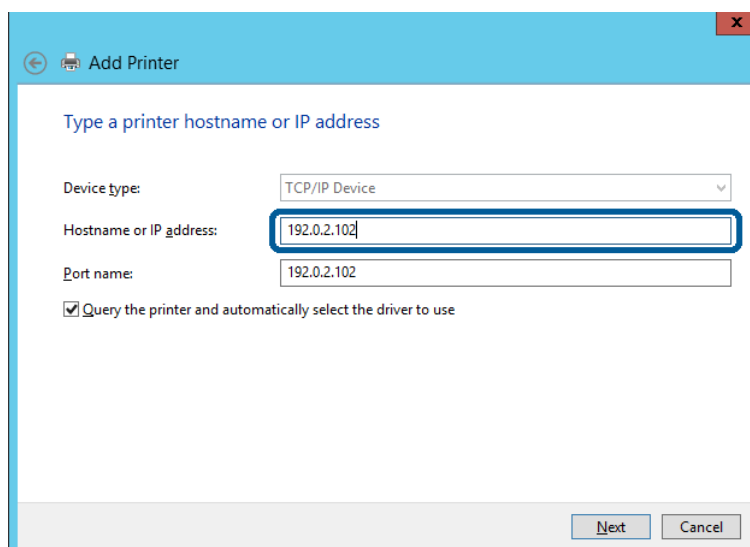 x
Add Printer
Type a printer hostname or IP address
Device type: TCP/IP Device
Hostname or IP address: 192.0.2.102
Port name: 192.0.2.102
Query the printer and automatically select the driver to use
Next Cancel